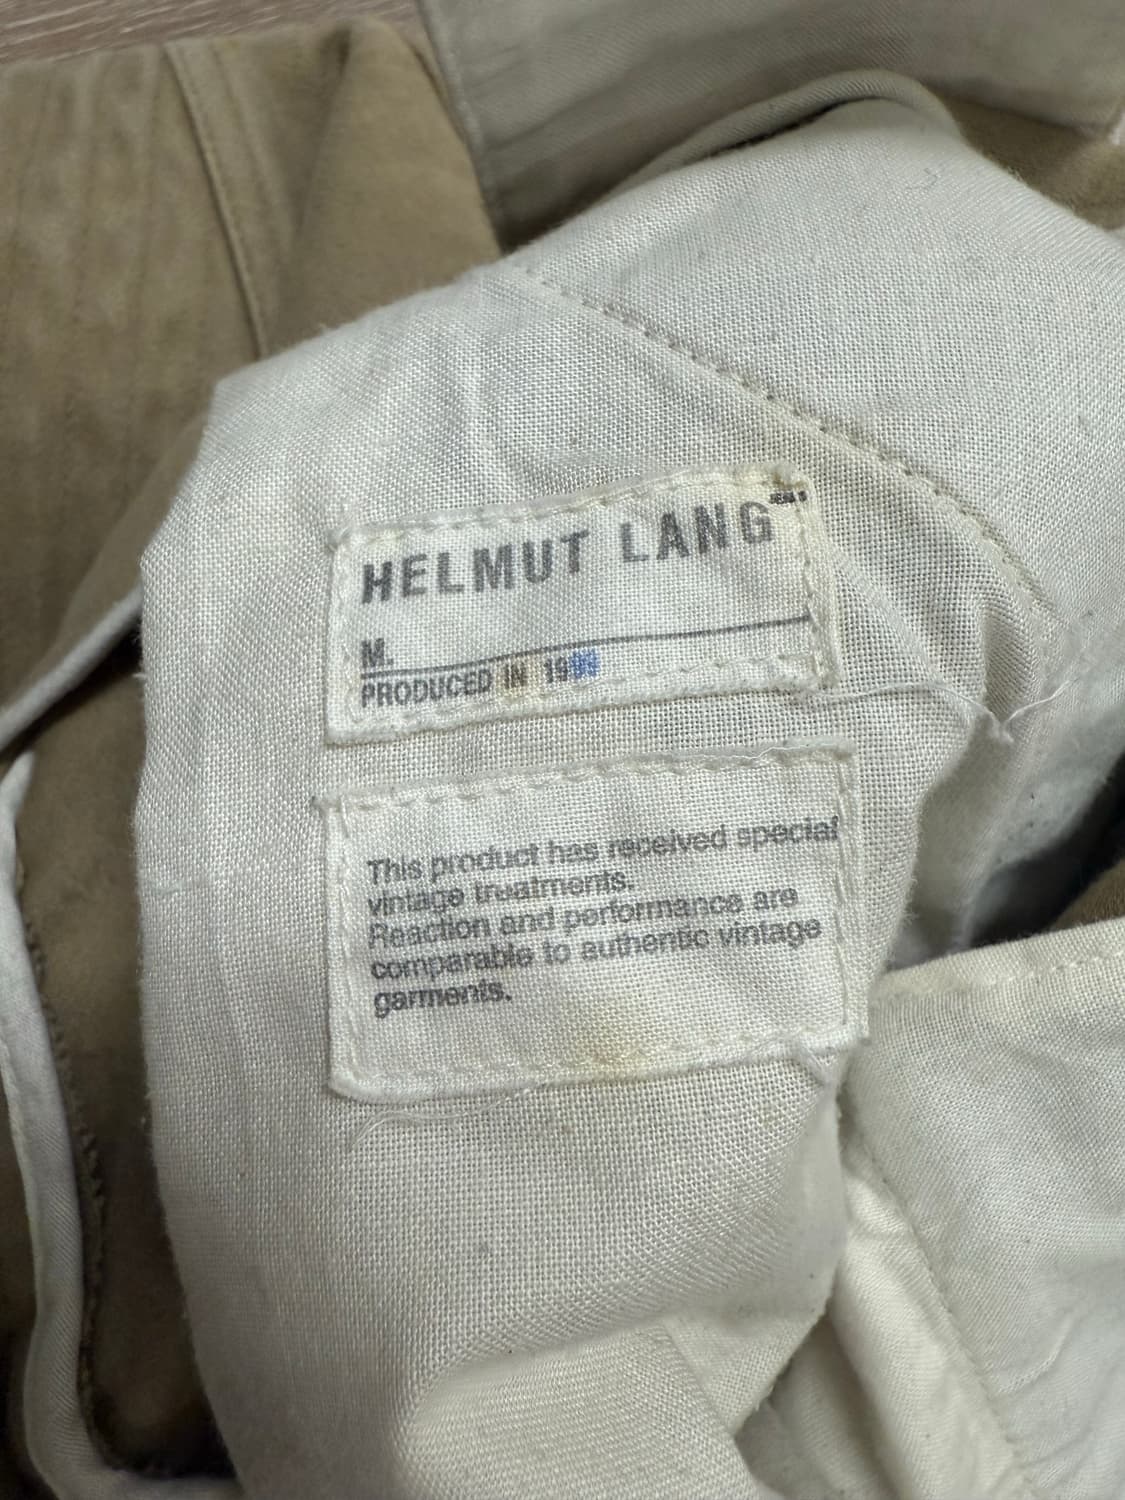 HELMUT LANG
JEANS
M.
PRODUCED IN 19
This product has received special
vintage treatments.
Reaction and performance are
comparable to authentic vintage
garments.